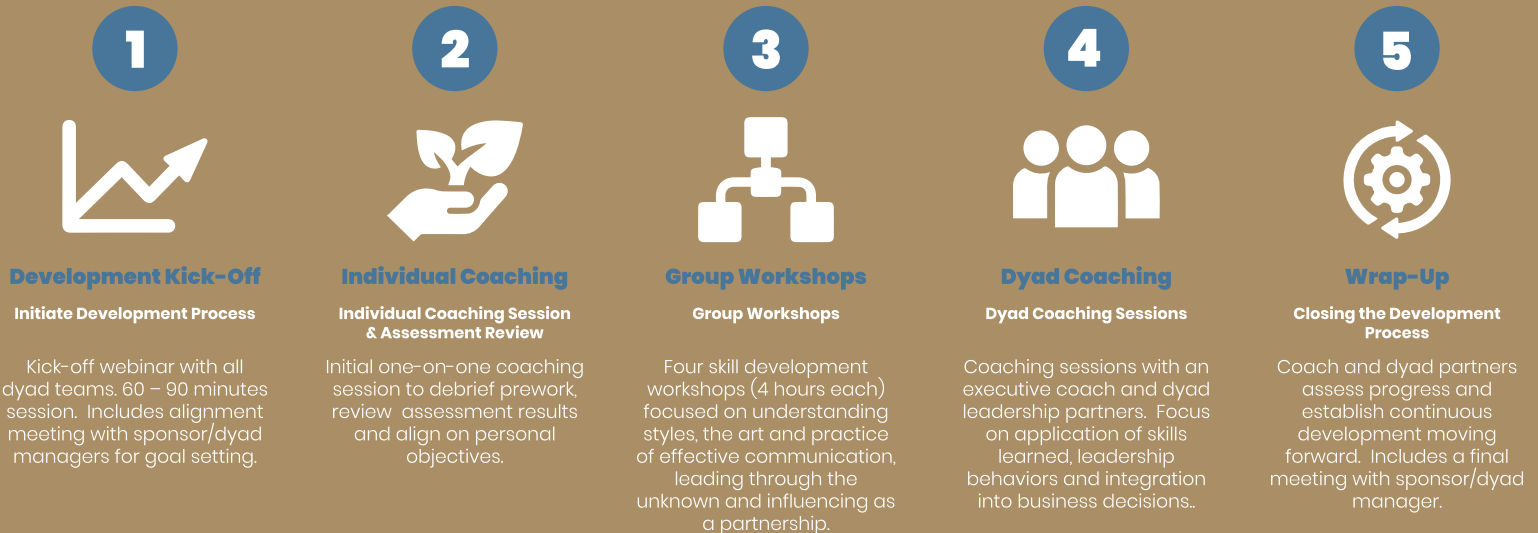 1
Development Kick-Off
Initiate Development Process
Kick-off webinar with all
dyad teams. 60 – 90 minutes
session.  Includes alignment
meeting with sponsor/dyad
managers for goal setting.
2
Individual Coaching
Individual Coaching Session
& Assessment Review
Initial one-on-one coaching
session to debrief prework,
review  assessment results
and align on personal
objectives.
3
Group Workshops
Group Workshops
Four skill development
workshops (4 hours each)
focused on understanding
styles, the art and practice
of effective communication,
leading through the
unknown and influencing as
a partnership.
4
Dyad Coaching
Dyad Coaching Sessions
Coaching sessions with an
executive coach and dyad
leadership partners.  Focus
on application of skills
learned, leadership
behaviors and integration
into business decisions..
5
Wrap-Up
Closing the Development
Process
Coach and dyad partners
assess progress and
establish continuous
development moving
forward.  Includes a final
meeting with sponsor/dyad
manager.